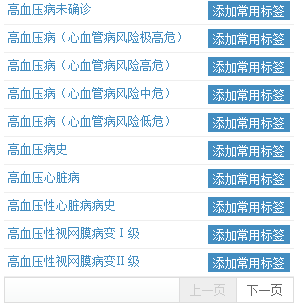 高血压病未确诊 添加常用标签
高血压病（心血管病风险极高危） 添加常用标签
高血压病（心血管病风险高危） 添加常用标签
高血压病（心血管病风险中危） 添加常用标签
高血压病（心血管病风险低危） 添加常用标签
高血压病史 添加常用标签
高血压心脏病 添加常用标签
高血压性心脏病病史 添加常用标签
高血压性视网膜病变Ⅰ级 添加常用标签
高血压性视网膜病变II级 添加常用标签
上一页 下一页